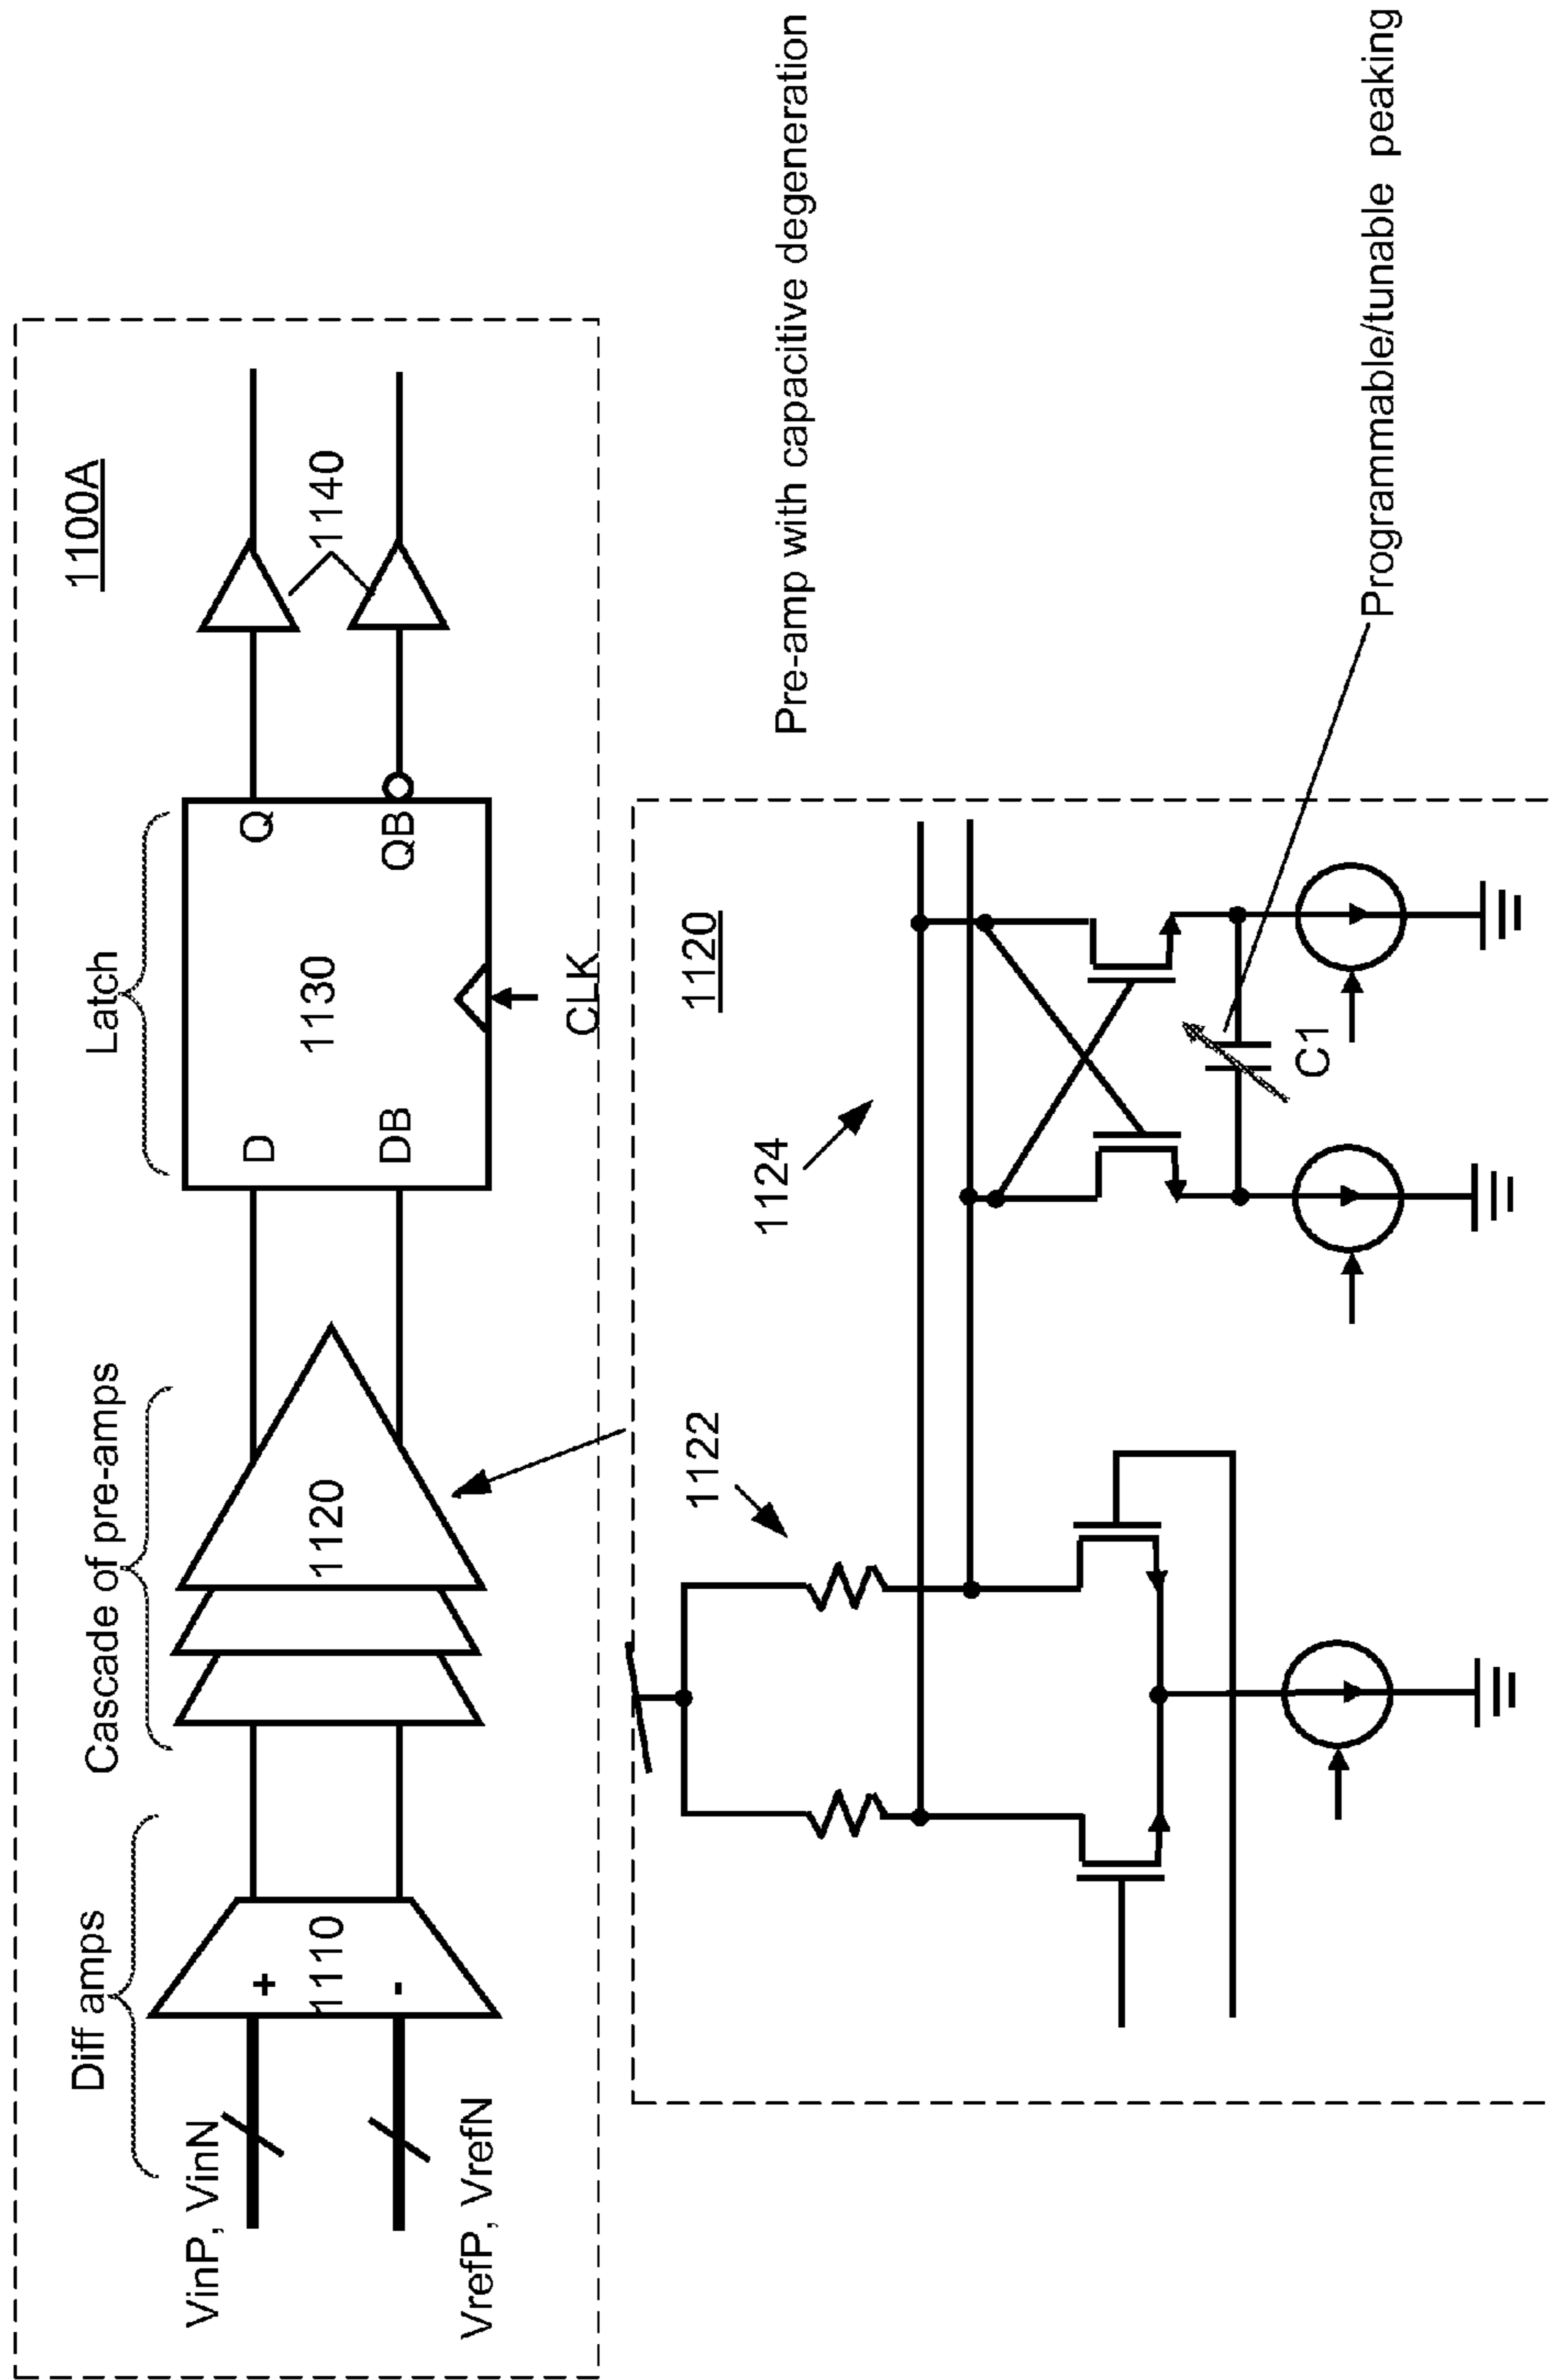 1100A
Diff amps
Cascade of pre-amps
Latch
VinP, VinN
VrefP, VrefN
+
1110
-
1120
D
DB
1130
Q
QB
CLK
1140
1120
1122
1124
C1
Pre-amp with capacitive degeneration
Programmable/tunable peaking